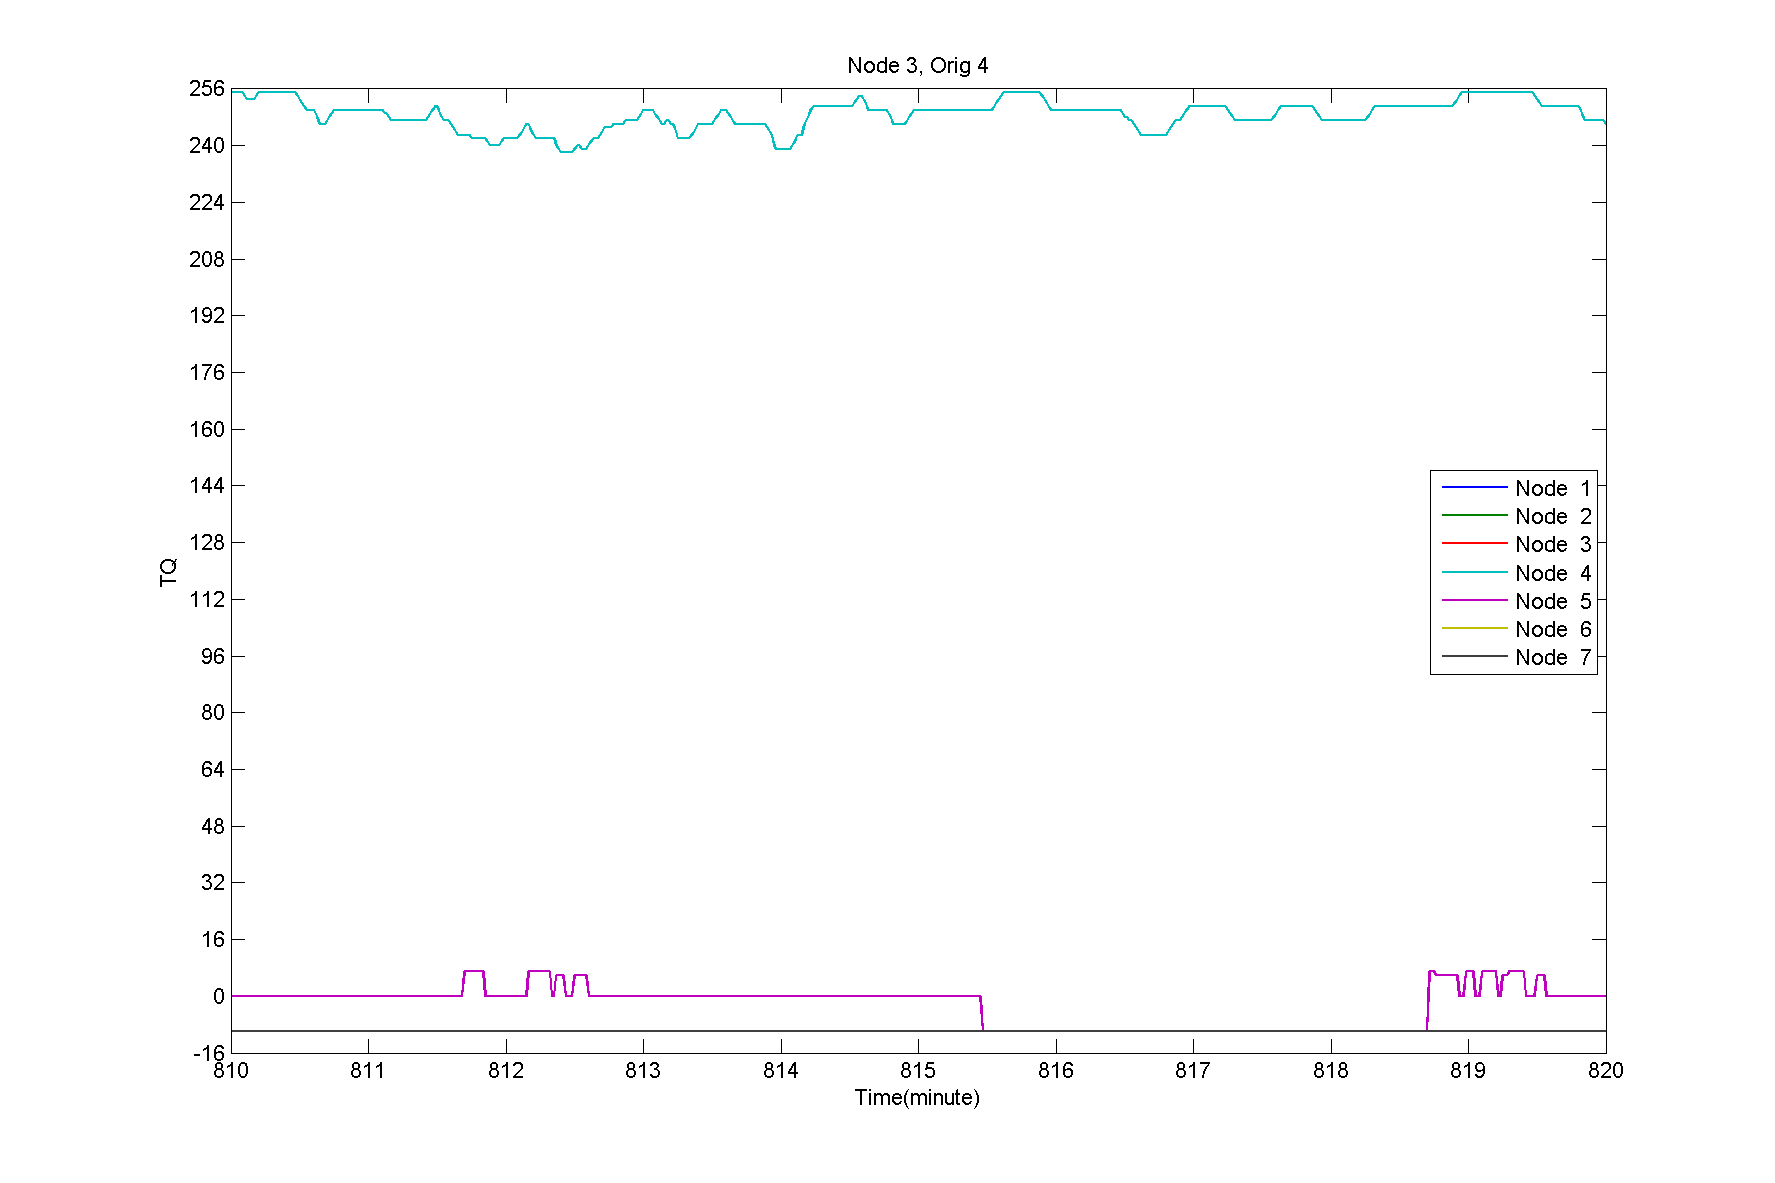 Node 3, Orig 4
256
240
224
208
192
176
160
144
128
112
96
80
64
48
32
16
0
-16
TQ
Node 1
Node 2
Node 3
Node 4
Node 5
Node 6
Node 7
810 811 812 813 814 815 816 817 818 819 820
Time(minute)